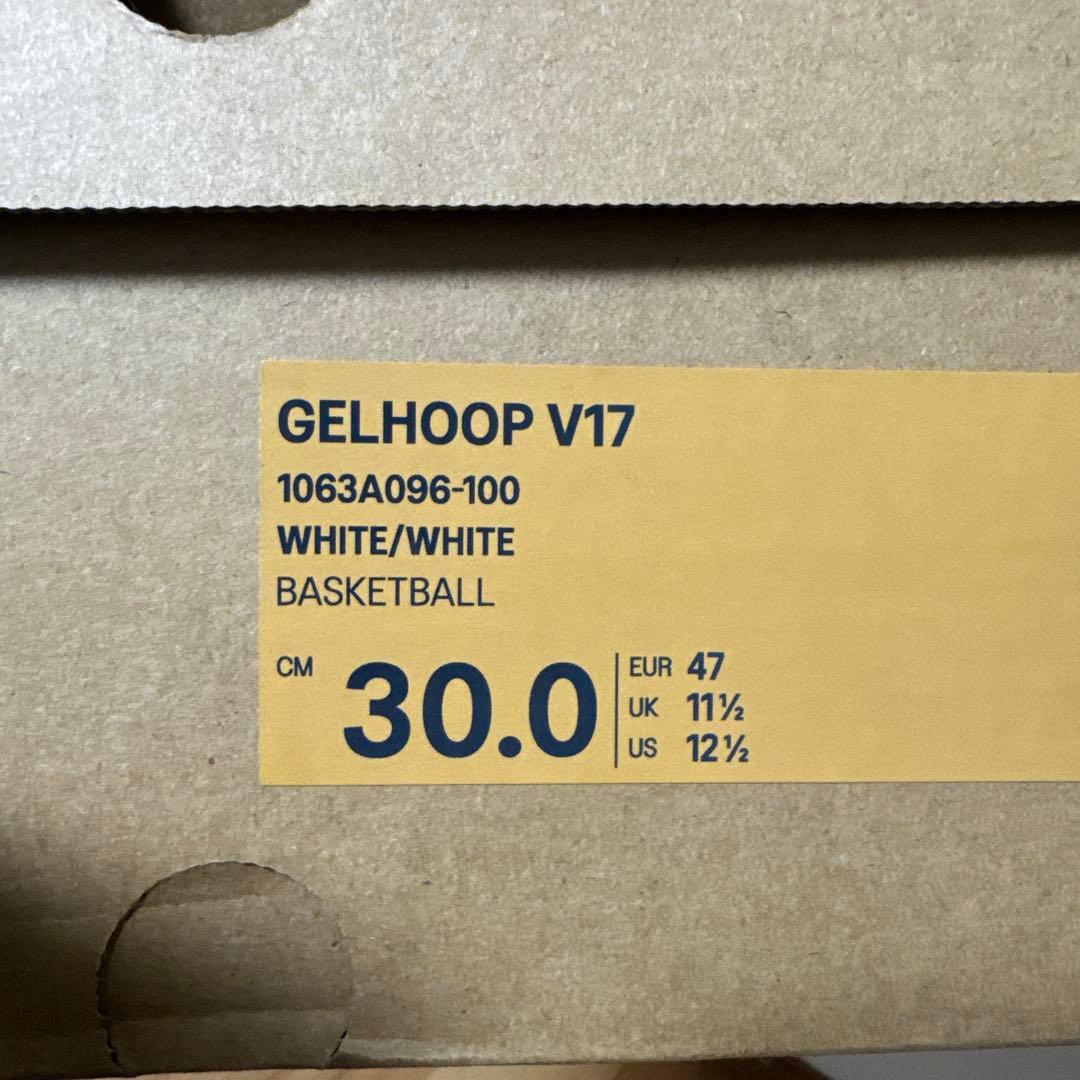 GELHOOP V17
1063A096-100
WHITE/WHITE
BASKETBALL
CM 30.0
EUR 47
UK 11½
US 12½